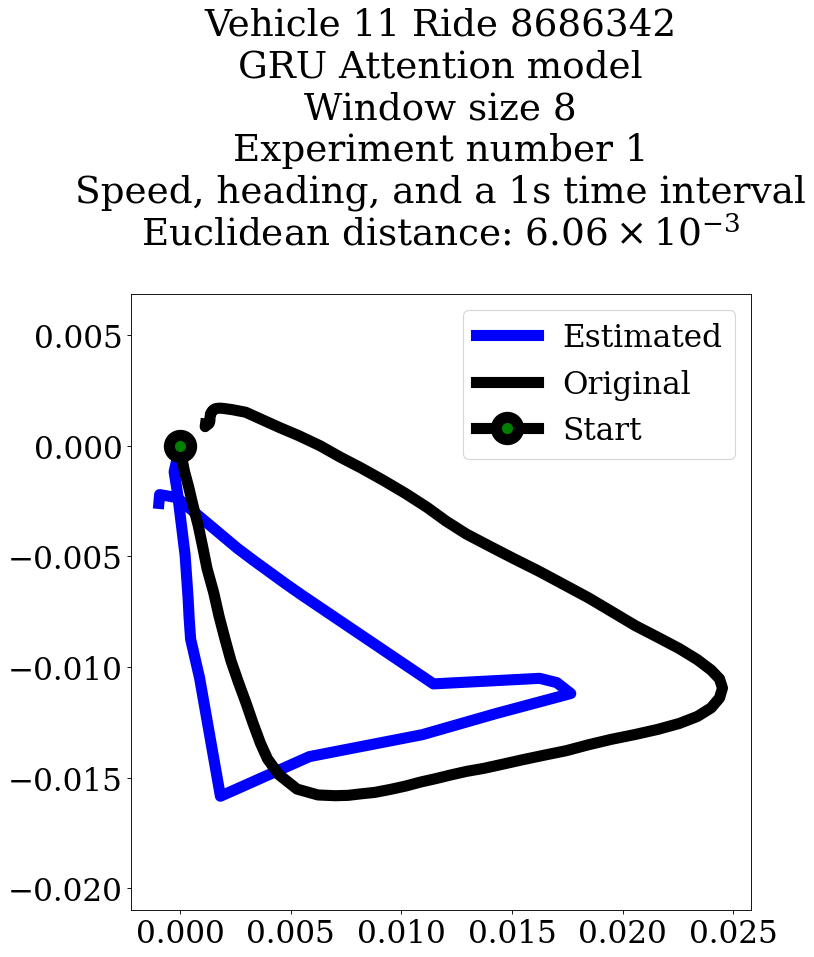 Vehicle 11 Ride 8686342
GRU Attention model
Window size 8
Experiment number 1
Speed, heading, and a 1s time interval
Euclidean distance: 6.06 × 10⁻³
Estimated
Original
Start
0.005
0.000
−0.005
−0.010
−0.015
−0.020
0.000 0.005 0.010 0.015 0.020 0.025